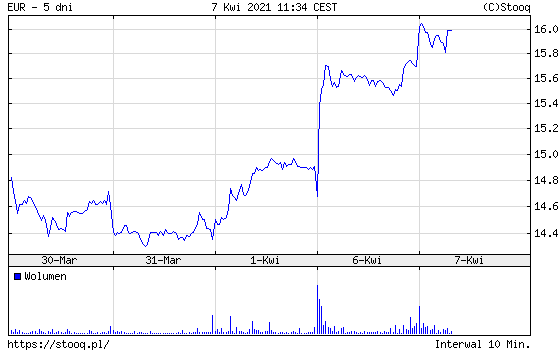 EUR - 5 dni 7 Kwi 2021 11:34 CEST (C)Stooq
16.0
15.8
15.6
15.4
15.2
15.0
14.8
14.6
14.4
30-Mar 31-Mar 1-Kwi 6-Kwi 7-Kwi
Wolumen
https://stooq.pl/ Interwal 10 Min.